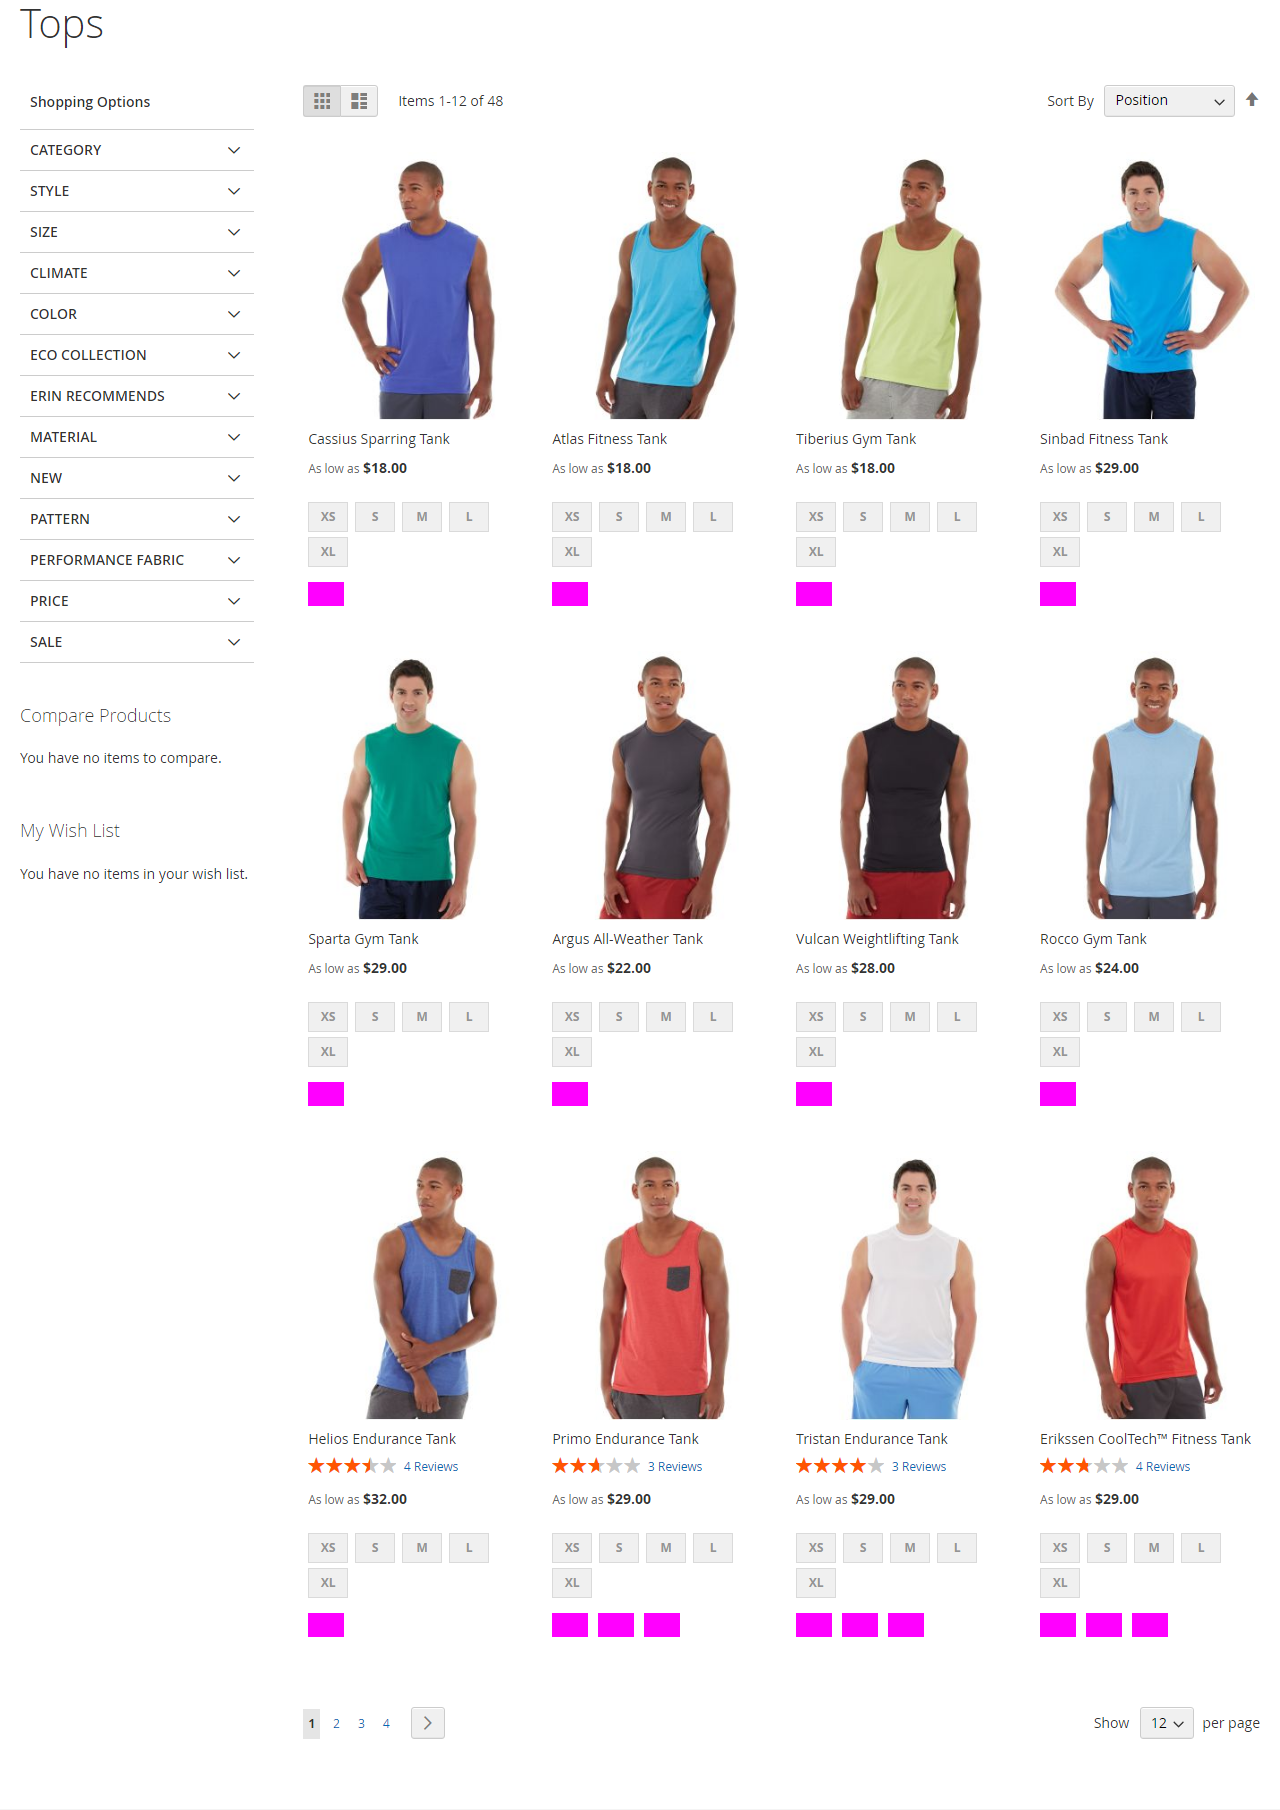 Tops
Shopping Options
CATEGORY
STYLE
SIZE
CLIMATE
COLOR
ECO COLLECTION
ERIN RECOMMENDS
MATERIAL
NEW
PATTERN
PERFORMANCE FABRIC
PRICE
SALE
Compare Products
You have no items to compare.
My Wish List
You have no items in your wish list.
Items 1-12 of 48
Sort By Position
Cassius Sparring Tank
As low as $18.00
XS S M L
XL
Atlas Fitness Tank
As low as $18.00
XS S M L
XL
Tiberius Gym Tank
As low as $18.00
XS S M L
XL
Sinbad Fitness Tank
As low as $29.00
XS S M L
XL
Sparta Gym Tank
As low as $29.00
XS S M L
XL
Argus All-Weather Tank
As low as $22.00
XS S M L
XL
Vulcan Weightlifting Tank
As low as $28.00
XS S M L
XL
Rocco Gym Tank
As low as $24.00
XS S M L
XL
Helios Endurance Tank
4 Reviews
As low as $32.00
XS S M L
XL
Primo Endurance Tank
3 Reviews
As low as $29.00
XS S M L
XL
Tristan Endurance Tank
3 Reviews
As low as $29.00
XS S M L
XL
Erikssen CoolTech™ Fitness Tank
4 Reviews
As low as $29.00
XS S M L
XL
1 2 3 4
Show 12 per page